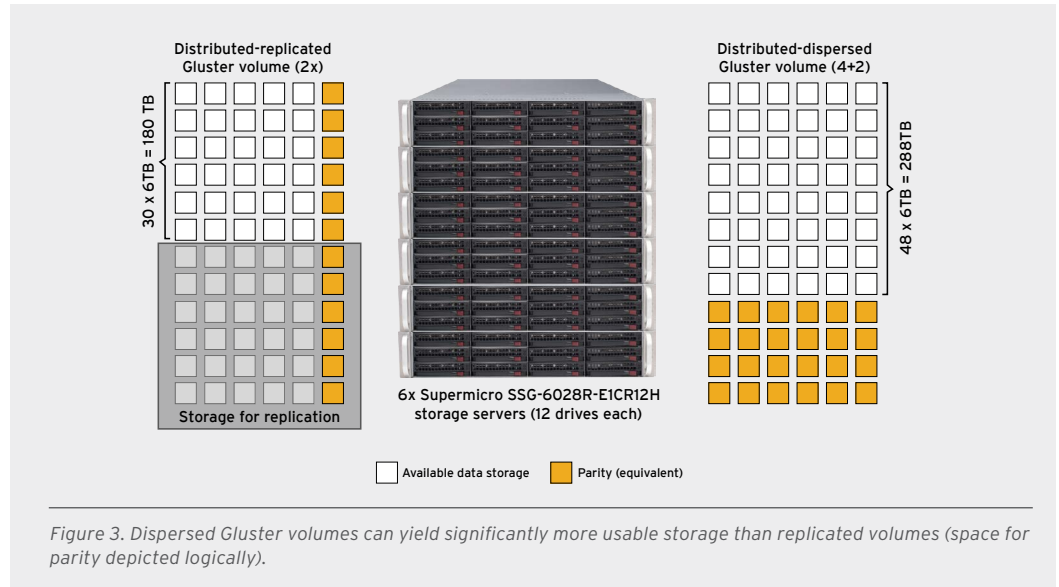 Distributed-replicated
Gluster volume (2x)
30 x 6TB = 180 TB
Storage for replication
6x Supermicro SSG-6028R-E1CR12H
storage servers (12 drives each)
Distributed-dispersed
Gluster volume (4+2)
48 x 6TB = 288TB
Available data storage
Parity (equivalent)
Figure 3. Dispersed Gluster volumes can yield significantly more usable storage than replicated volumes (space for
parity depicted logically).